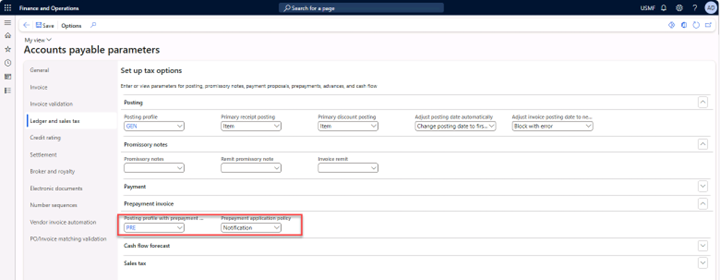 Finance and Operations
Search for a page
USMF
AD
Save Options
My view
Accounts payable parameters
General
Invoice
Invoice validation
Ledger and sales tax
Credit rating
Settlement
Broker and royalty
Electronic documents
Number sequences
Vendor invoice automation
PO/Invoice matching validation
Set up tax options
Enter or view parameters for posting, promissory notes, payment proposals, prepayments, advances, and cash flow.
Posting
Posting profile Primary receipt posting Primary discount posting Adjust posting date automatically Adjust invoice posting date to ne...
GEN Item Item Change posting date to firs... Block with error
Promissory notes
Promissory notes Remit promissory note Invoice remit
Payment
Prepayment invoice
Posting profile with prepayment ... Prepayment application policy
PRE Notification
Cash flow forecast
Sales tax